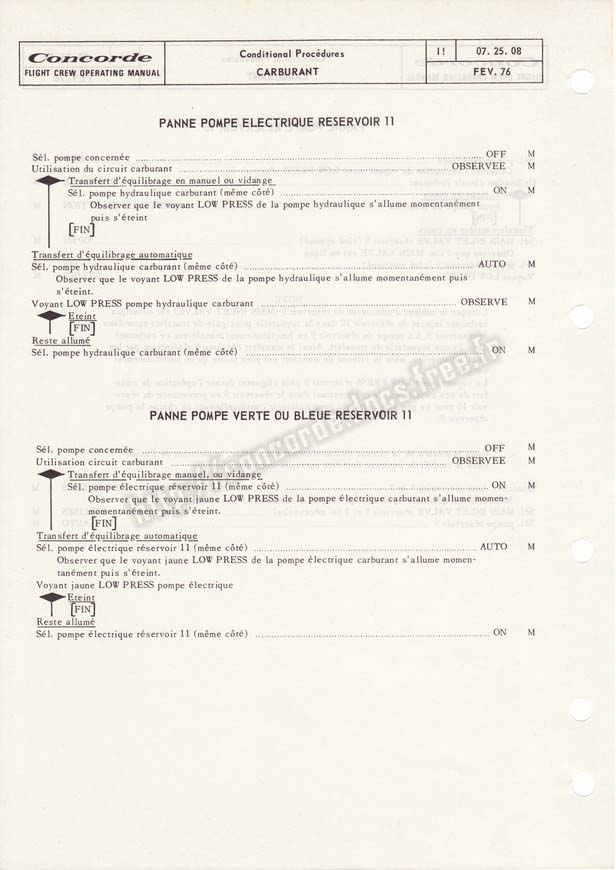 Concorde
FLIGHT CREW OPERATING MANUAL
Conditional Procédures
CARBURANT
I!
07. 25. 08
FEV. 76
PANNE POMPE ELECTRIQUE RESERVOIR 11
Sél. pompe concernée OFF M
Utilisation du circuit carburant OBSERVEE M
Transfert d'équilibrage en manuel ou vidange
Sél. pompe hydraulique carburant (même côté) ON M
Observer que le voyant LOW PRESS de la pompe hydraulique s'allume momentanément
puis s'éteint
[FIN]
Transfert d'équilibrage automatique
Sél. pompe hydraulique carburant (même côté) AUTO M
Observer que le voyant LOW PRESS de la pompe hydraulique s'allume momentanément puis
s'éteint.
Voyant LOW PRESS pompe hydraulique carburant OBSERVE M
Eteint
[FIN]
Reste allumé
Sél. pompe hydraulique carburant (même côté) ON M
PANNE POMPE VERTE OU BLEUE RESERVOIR 11
Sél. pompe concernée OFF M
Utilisation circuit carburant OBSERVEE M
Transfert d'équilibrage manuel, ou vidange
Sél. pompe électrique réservoir 11 (même côté) ON M
Observer que le voyant jaune LOW PRESS de la pompe électrique carburant s'allume momen-
momentanément puis s'éteint.
[FIN]
Transfert d'équilibrage automatique
Sél. pompe électrique réservoir 11 (même côté) AUTO M
Observer que le voyant jaune LOW PRESS de la pompe électrique carburant s'allume momen-
tanément puis s'éteint.
Voyant jaune LOW PRESS pompe électrique
Eteint
[FIN]
Reste allumé
Sél. pompe électrique réservoir 11 (même côté) ON M
http://concorde.docs.free.fr